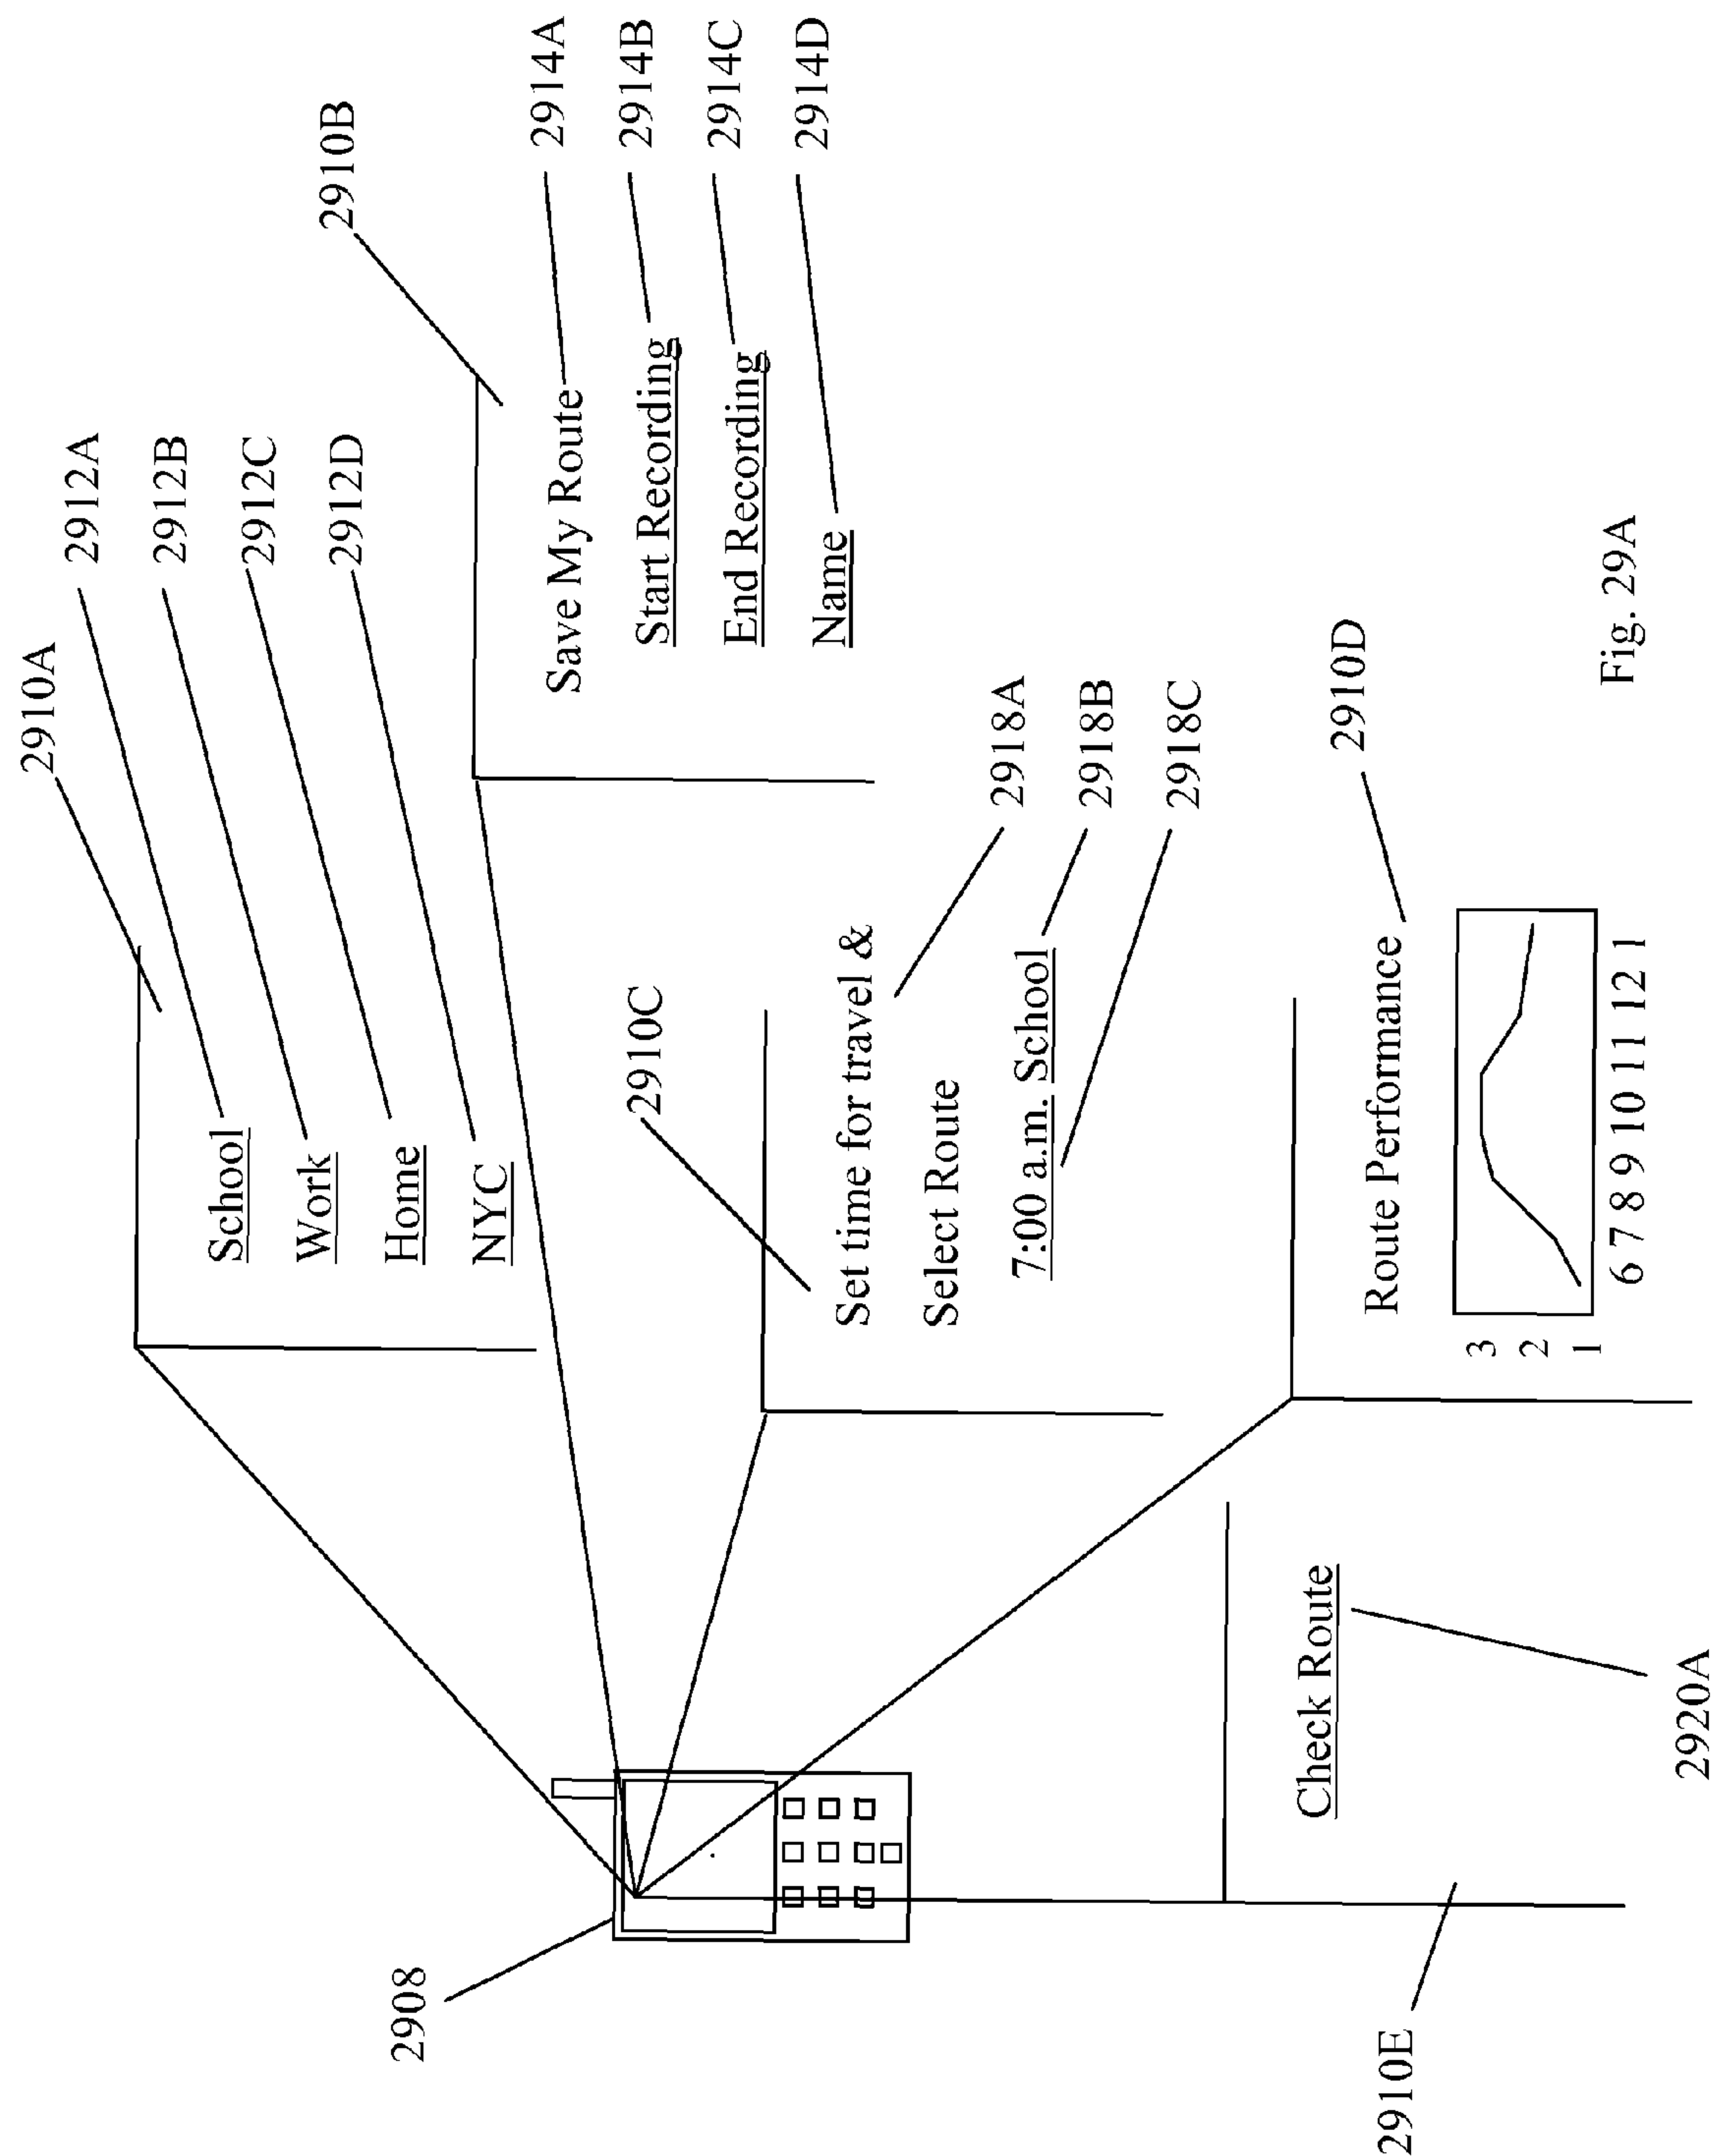 2910A
2912A
2912B
2912C
2912D
School
Work
Home
NYC
2910B
2914A
2914B
2914C
2914D
Save My Route
Start Recording
End Recording
Name
2908
2910C
Set time for travel &
Select Route
7:00 a.m. School
2918A
2918B
2918C
2910E
Check Route
2920A
2910D
Route Performance
3
2
1
6 7 8 9 10 11 12 1
Fig. 29A